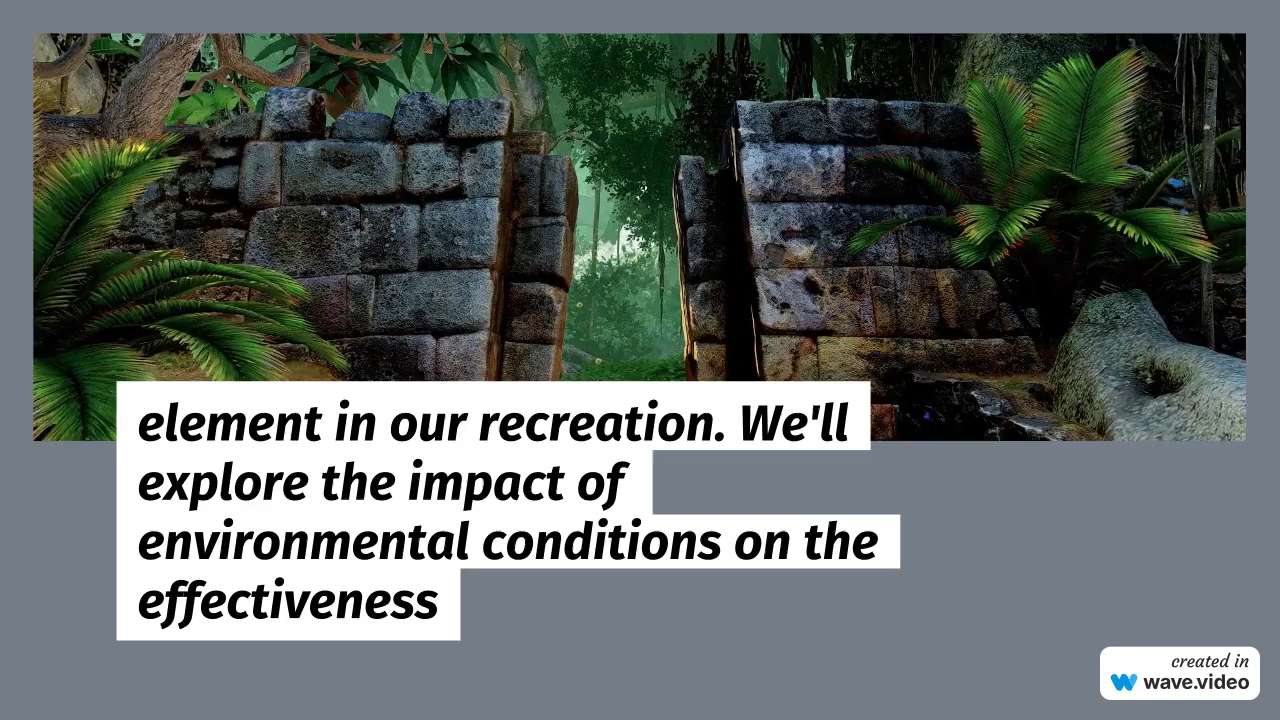 element in our recreation. We'll
explore the impact of
environmental conditions on the
effectiveness
created in
wave.video